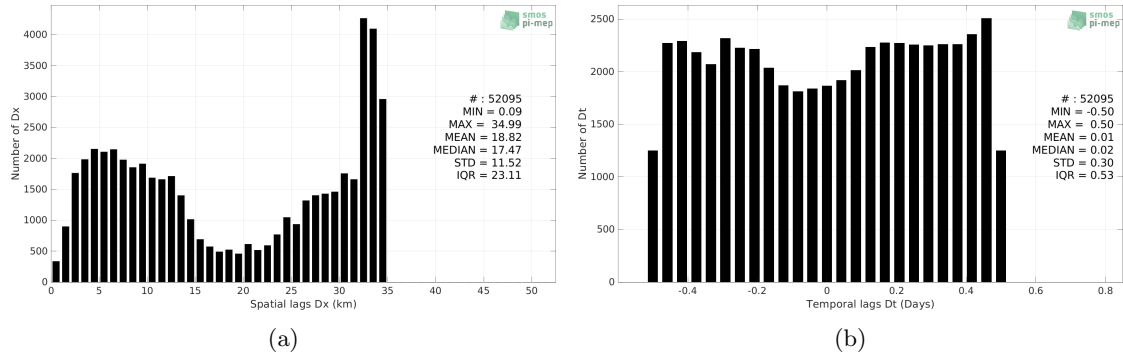 smos
pi-mep
4000
3500
3000
2500
2000
1500
1000
500
0
Number of Dx
# : 52095
MIN = 0.09
MAX = 34.99
MEAN = 18.82
MEDIAN = 17.47
STD = 11.52
IQR = 23.11
0 5 10 15 20 25 30 35 40 45 50
Spatial lags Dx (km)
(a)
smos
pi-mep
2500
2000
1500
1000
500
0
Number of Dt
# : 52095
MIN = -0.50
MAX = 0.50
MEAN = 0.01
MEDIAN = 0.02
STD = 0.30
IQR = 0.53
-0.4 -0.2 0 0.2 0.4 0.6 0.8
Temporal lags Dt (Days)
(b)